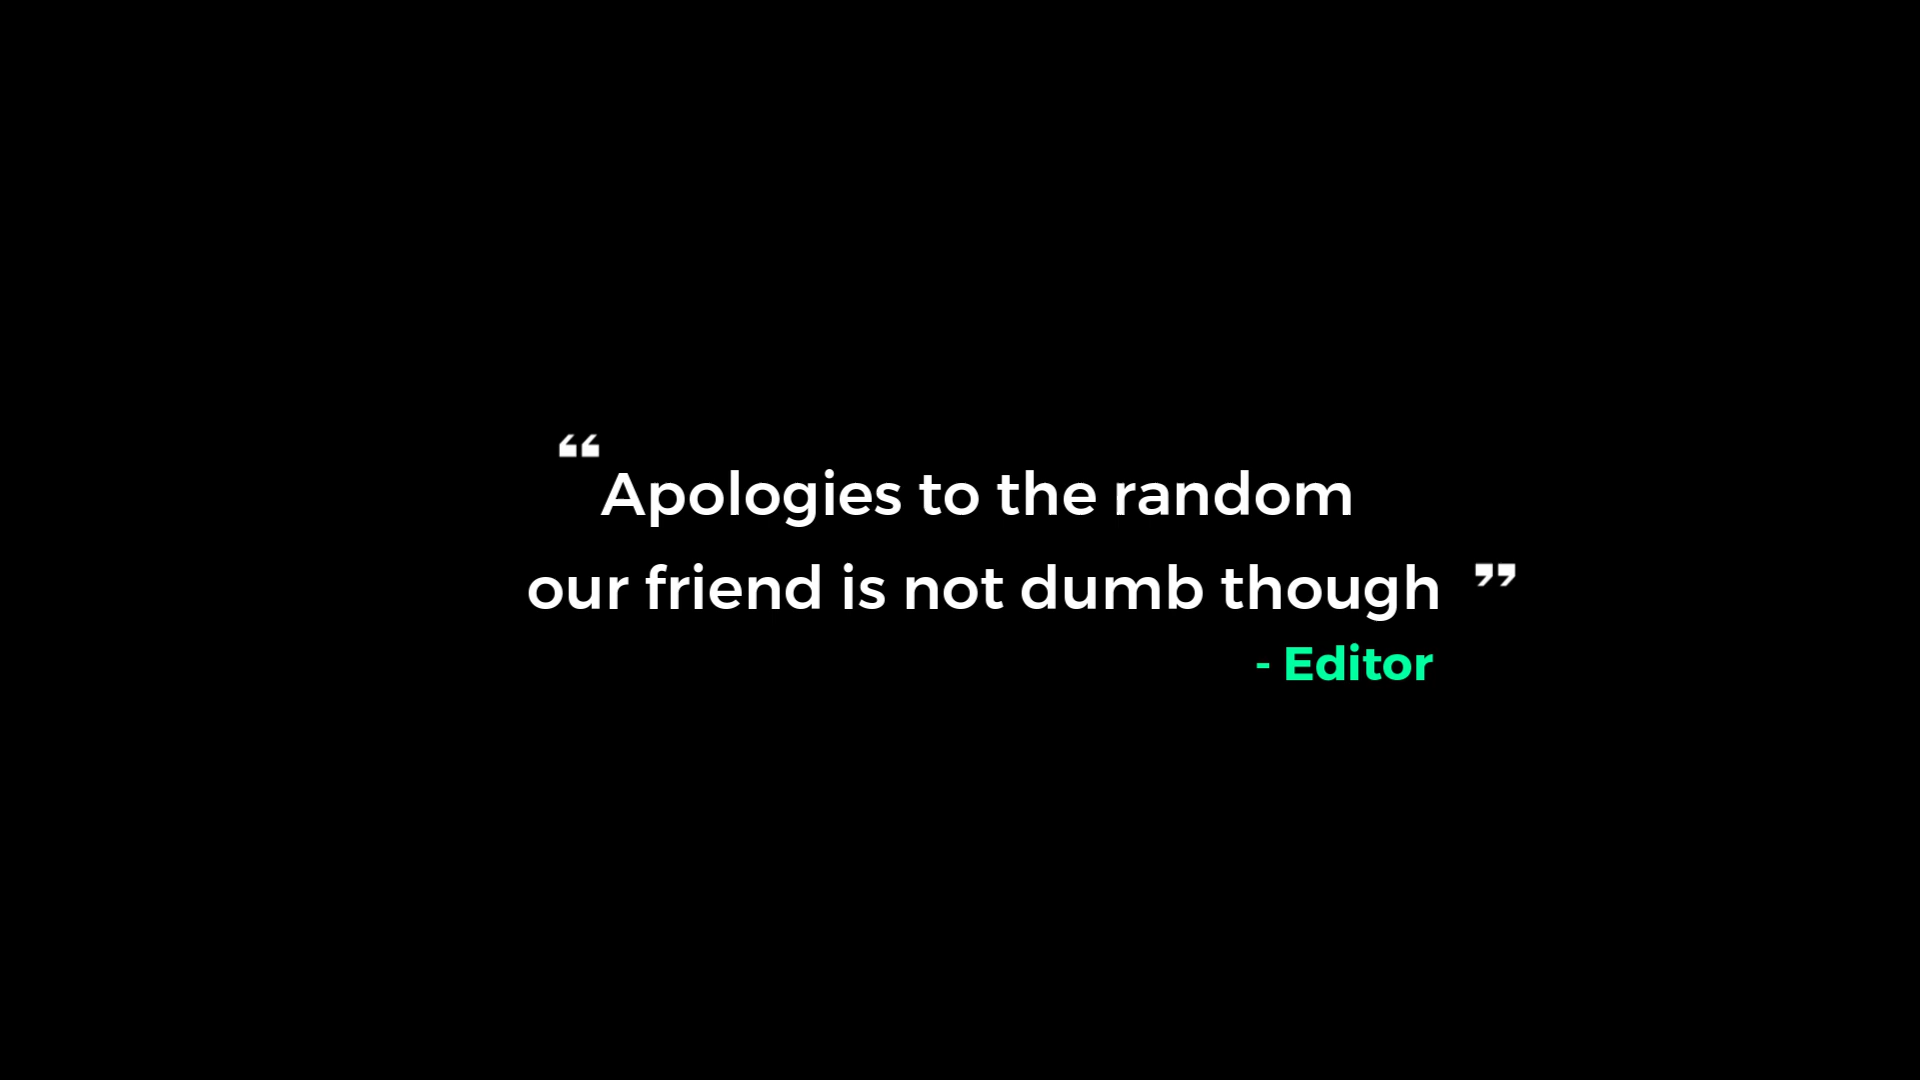 “Apologies to the random
our friend is not dumb though ”
- Editor